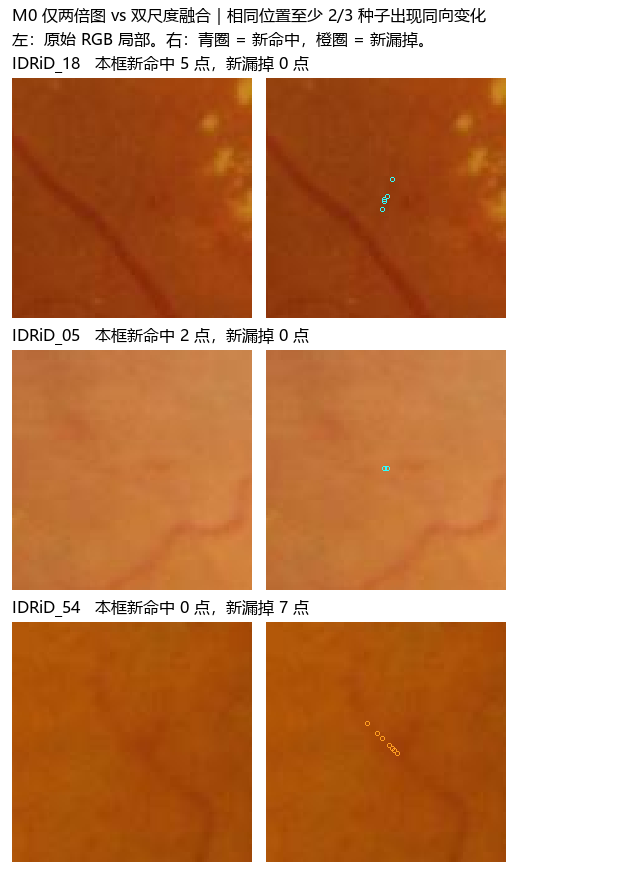 M0 仅两倍图 vs 双尺度融合 | 相同位置至少 2/3 种子出现同向变化
左：原始 RGB 局部。右：青圈 = 新命中，橙圈 = 新漏掉。
IDRiD_18 本框新命中 5 点，新漏掉 0 点
IDRiD_05 本框新命中 2 点，新漏掉 0 点
IDRiD_54 本框新命中 0 点，新漏掉 7 点